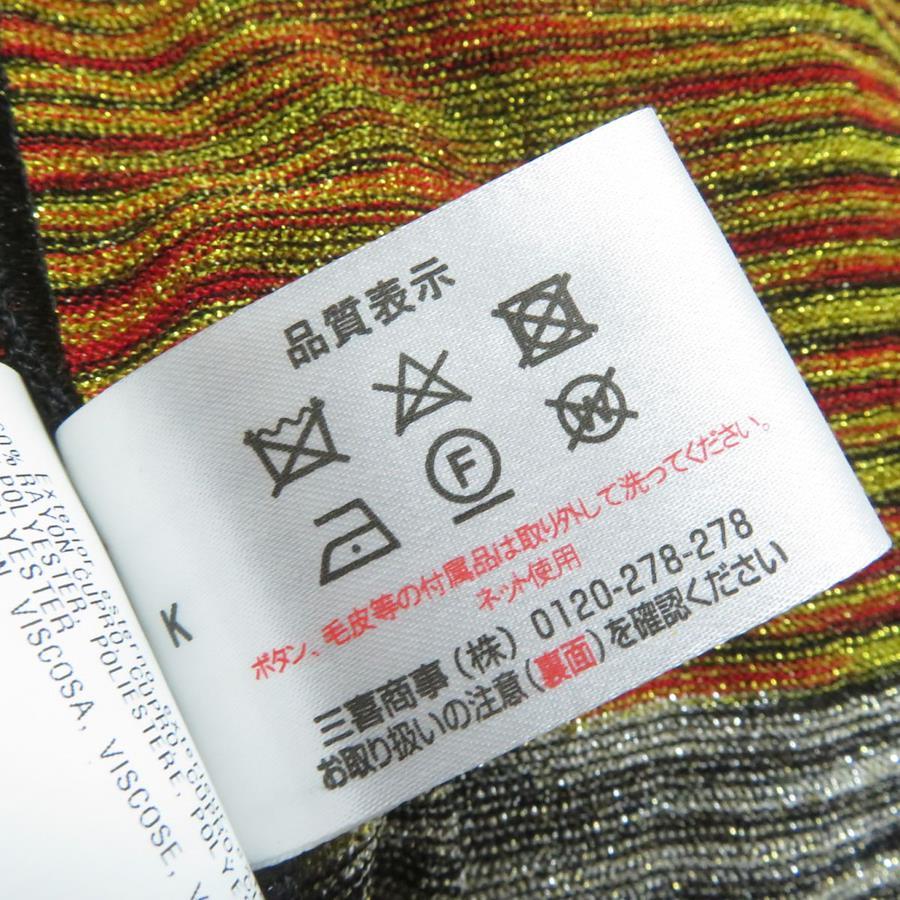 品質表示
F
W
ボタン、毛皮等の付属品は取り外して洗ってください。
ネット使用
三喜商事(株) 0120-278-278
お取り扱いの注意(裏面)を確認ください
K
60% RAYON
POLYESTER,
VISCOSA, VISCOSE,